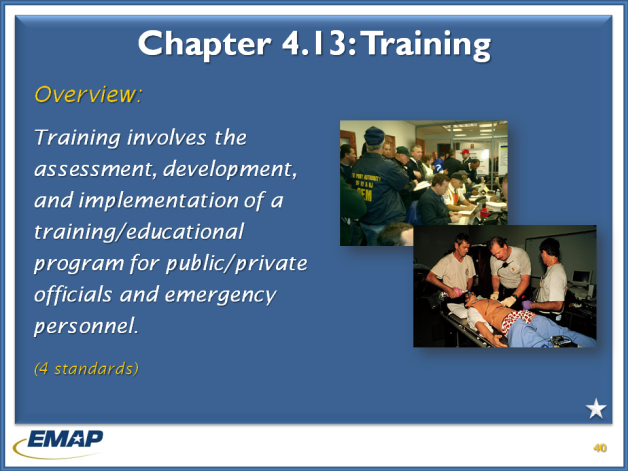 Chapter 4.13: Training
Overview:
Training involves the
assessment, development,
and implementation of a
training/educational
program for public/private
officials and emergency
personnel.
(4 standards)
EMAP
40